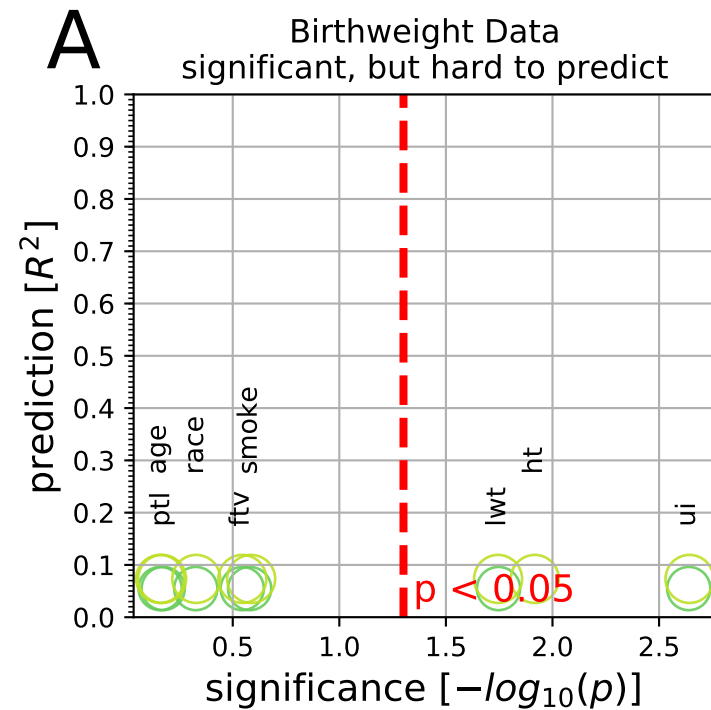 A
Birthweight Data
significant, but hard to predict
prediction [R²]
1.0
0.9
0.8
0.7
0.6
0.5
0.4
0.3
0.2
0.1
0.0
ptl
age
race
ftv
smoke
lwt
ht
ui
p < 0.05
0.5 1.0 1.5 2.0 2.5
significance [−log₁₀(p)]